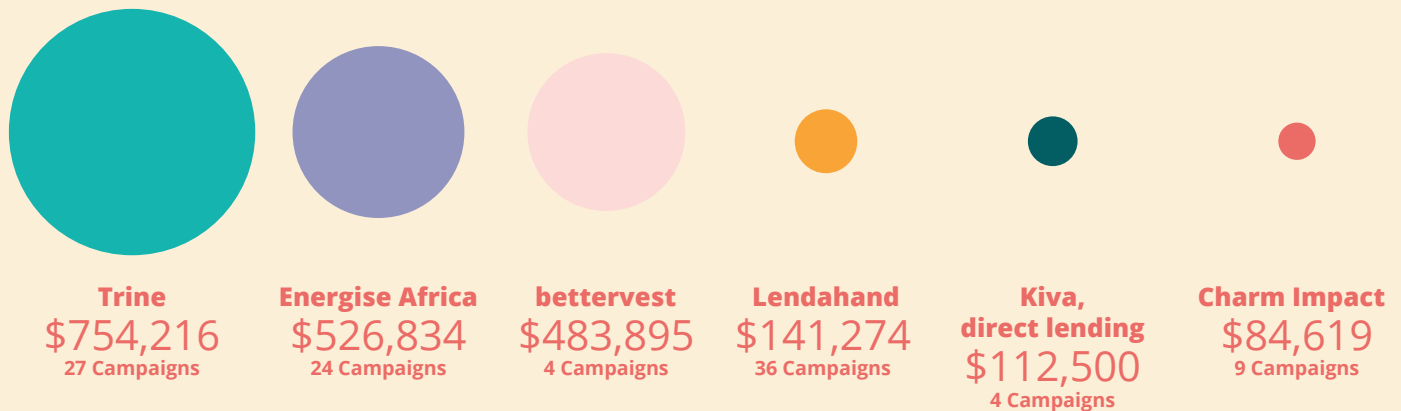 Trine
$754,216
27 Campaigns
Energise Africa
$526,834
24 Campaigns
bettervest
$483,895
4 Campaigns
Lendahand
$141,274
36 Campaigns
Kiva,
direct lending
$112,500
4 Campaigns
Charm Impact
$84,619
9 Campaigns